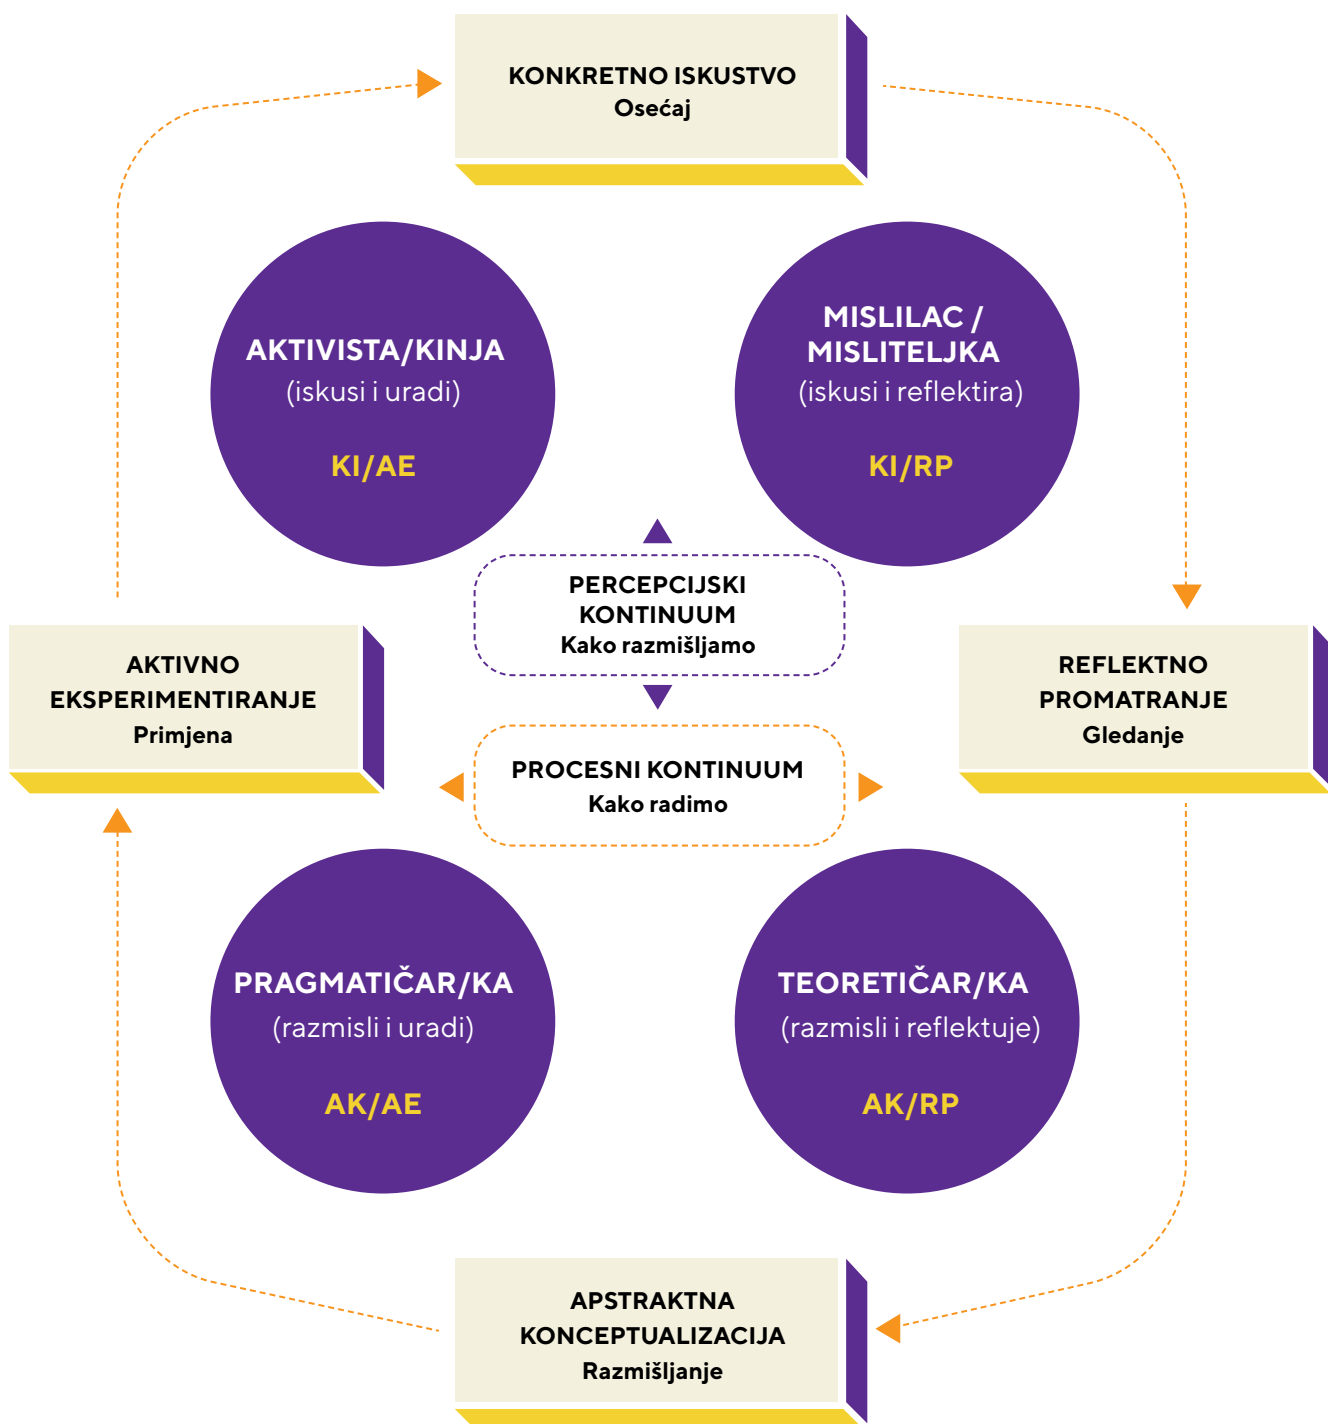 KONKRETNO ISKUSTVO
Osećaj
AKTIVISTA/KINJA
(iskusi i uradi)
KI/AE
MISLILAC /
MISLITELJKA
(iskusi i reflektira)
KI/RP
PERCEPCIJSKI
KONTINUUM
Kako razmišljamo
AKTIVNO
EKSPERIMENTIRANJE
Primjena
REFLEKTNO
PROMATRANJE
Gledanje
PROCESNI KONTINUUM
Kako radimo
PRAGMATIČAR/KA
(razmisli i uradi)
AK/AE
TEORETIČAR/KA
(razmisli i reflektuje)
AK/RP
APSTRAKTNA
KONCEPTUALIZACIJA
Razmišljanje